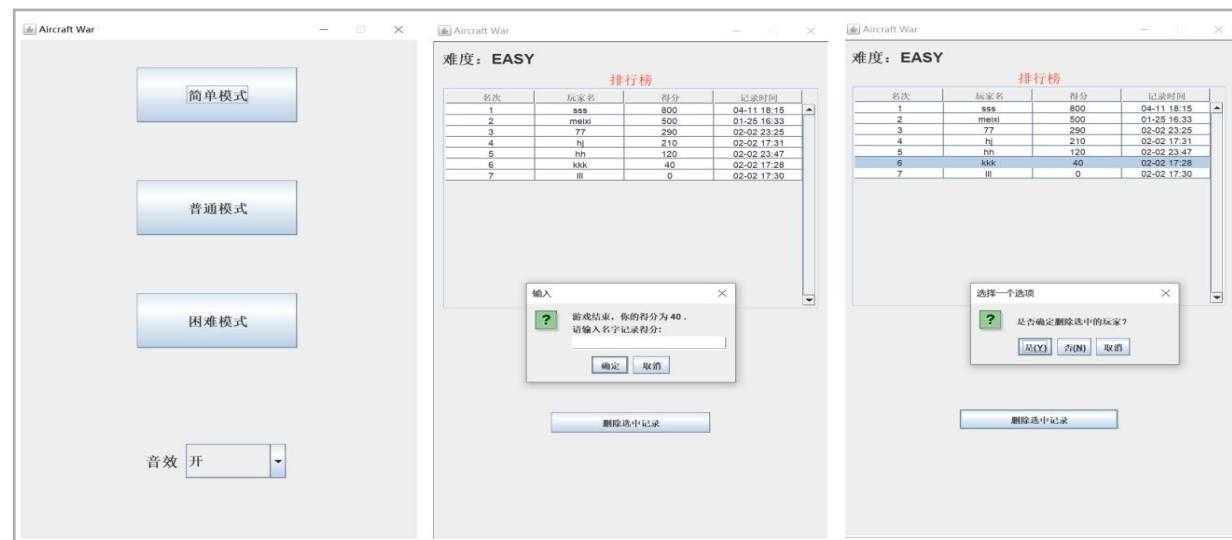 Aircraft War
简单模式
普通模式
困难模式
音效 开
Aircraft War
难度：EASY
排行榜
名次 玩家名 得分 记录时间
1 sss 800 04-11 18:15
2 meixi 500 01-25 16:33
3 77 290 02-02 23:25
4 hj 210 02-02 17:31
5 hh 120 02-02 23:47
6 kkk 40 02-02 17:28
7 lll 0 02-02 17:30
输入
游戏结束，你的得分为 40 .
请输入名字记录得分:
确定 取消
删除选中记录
Aircraft War
难度：EASY
排行榜
名次 玩家名 得分 记录时间
1 sss 800 04-11 18:15
2 meixi 500 01-25 16:33
3 77 290 02-02 23:25
4 hj 210 02-02 17:31
5 hh 120 02-02 23:47
6 kkk 40 02-02 17:28
7 lll 0 02-02 17:30
选择一个选项
是否确定删除选中的玩家?
是(Y) 否(N) 取消
删除选中记录